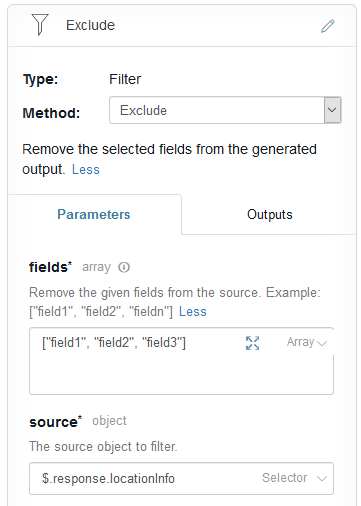 Exclude
Type: Filter
Method: Exclude
Remove the selected fields from the generated
output. Less
Parameters Outputs
fields* array
Remove the given fields from the source. Example:
["field1", "field2", "fieldn"] Less
["field1", "field2", "field3"] Array
source* object
The source object to filter.
$.response.locationInfo Selector